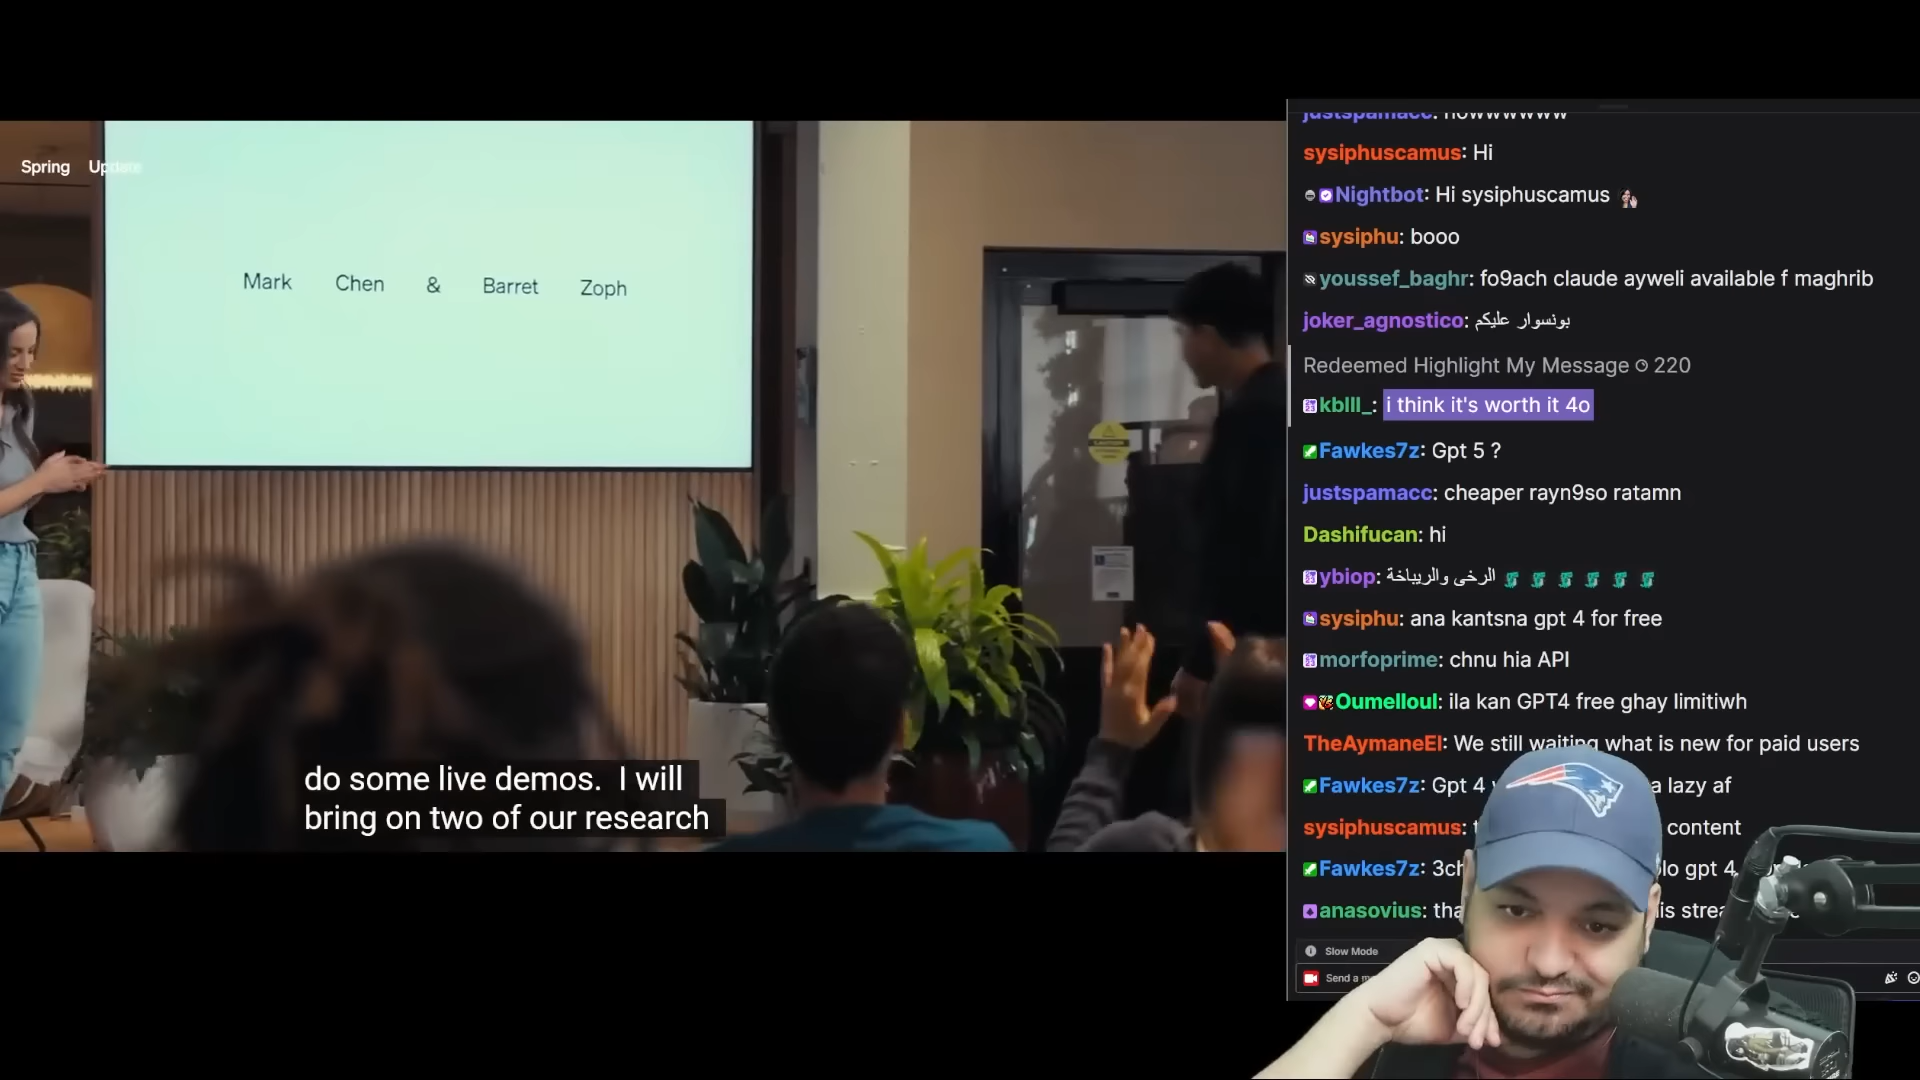 Spring Update
Mark Chen & Barret Zoph
do some live demos. I will
bring on two of our research
justspamacc: nowwwwww
sysiphuscamus: Hi
Nightbot: Hi sysiphuscamus
sysiphu: booo
youssef_baghr: fo9ach claude ayweli available f maghrib
joker_agnostico: بونسوار عليكم
Redeemed Highlight My Message 220
kblll_: i think it's worth it 4o
Fawkes7z: Gpt 5 ?
justspamacc: cheaper rayn9so ratamn
Dashifucan: hi
ybiop: الرخى والريباخة
sysiphu: ana kantsna gpt 4 for free
morfoprime: chnu hia API
Oumelloul: ila kan GPT4 free ghay limitiwh
TheAymaneEl: We still waiting what is new for paid users
Fawkes7z: Gpt 4 a lazy af
sysiphuscamus: content
Fawkes7z: gpt 4
anasovius:
Slow Mode
Send a